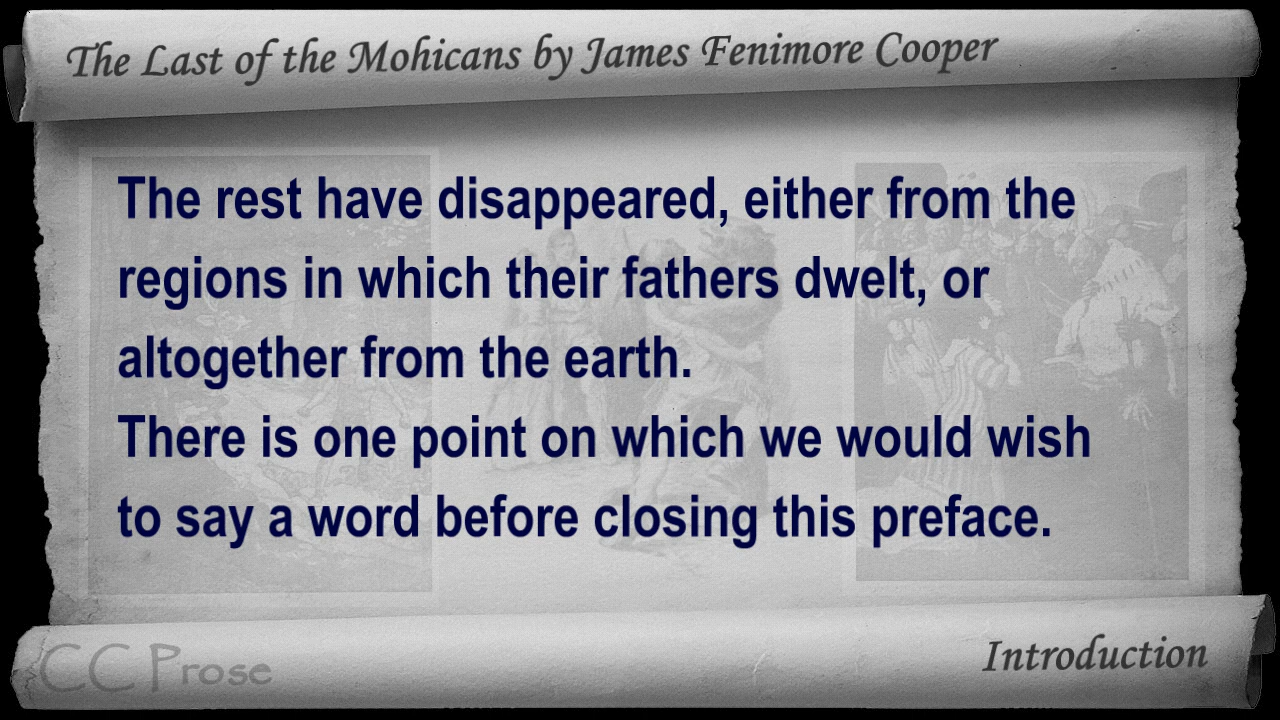 The Last of the Mohicans by James Fenimore Cooper
The rest have disappeared, either from the
regions in which their fathers dwelt, or
altogether from the earth.
There is one point on which we would wish
to say a word before closing this preface.
CC Prose
Introduction